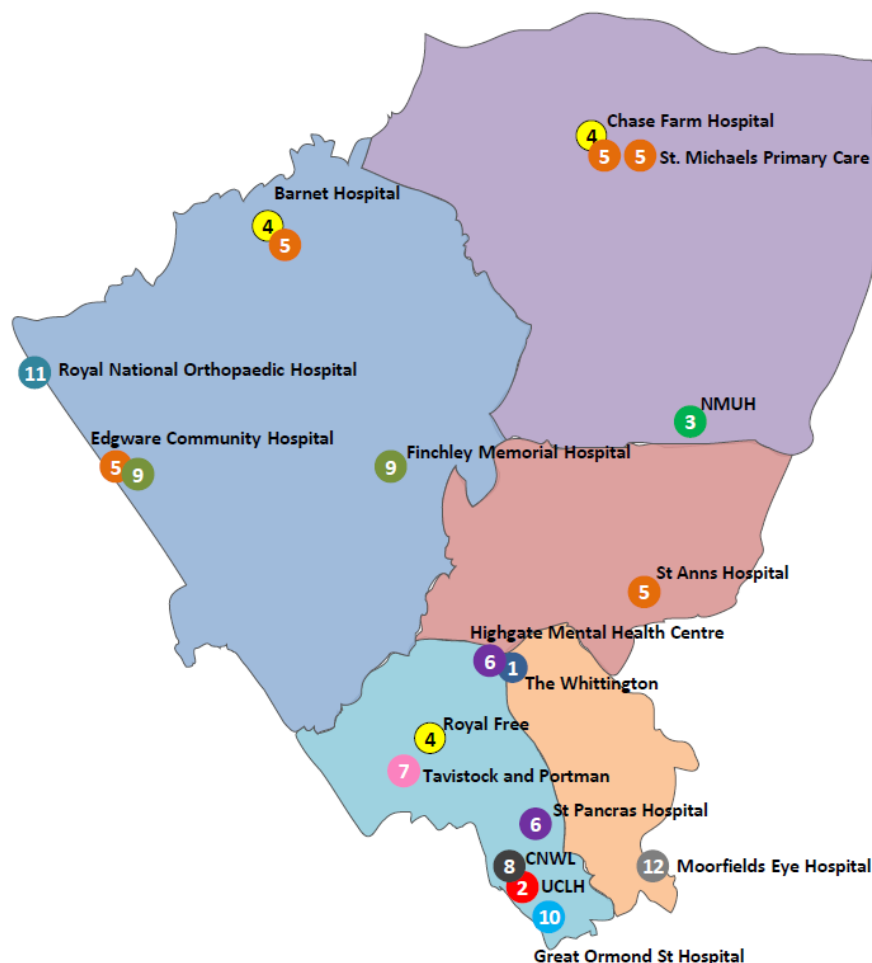 Chase Farm Hospital
4
5 5 St. Michaels Primary Care
Barnet Hospital
4
5
11 Royal National Orthopaedic Hospital
NMUH
3
Edgware Community Hospital
5 9
9 Finchley Memorial Hospital
St Anns Hospital
5
Highgate Mental Health Centre
6 1
The Whittington
Royal Free
4
7 Tavistock and Portman
St Pancras Hospital
6
8 CNWL
12 Moorfields Eye Hospital
2 UCLH
10
Great Ormond St Hospital